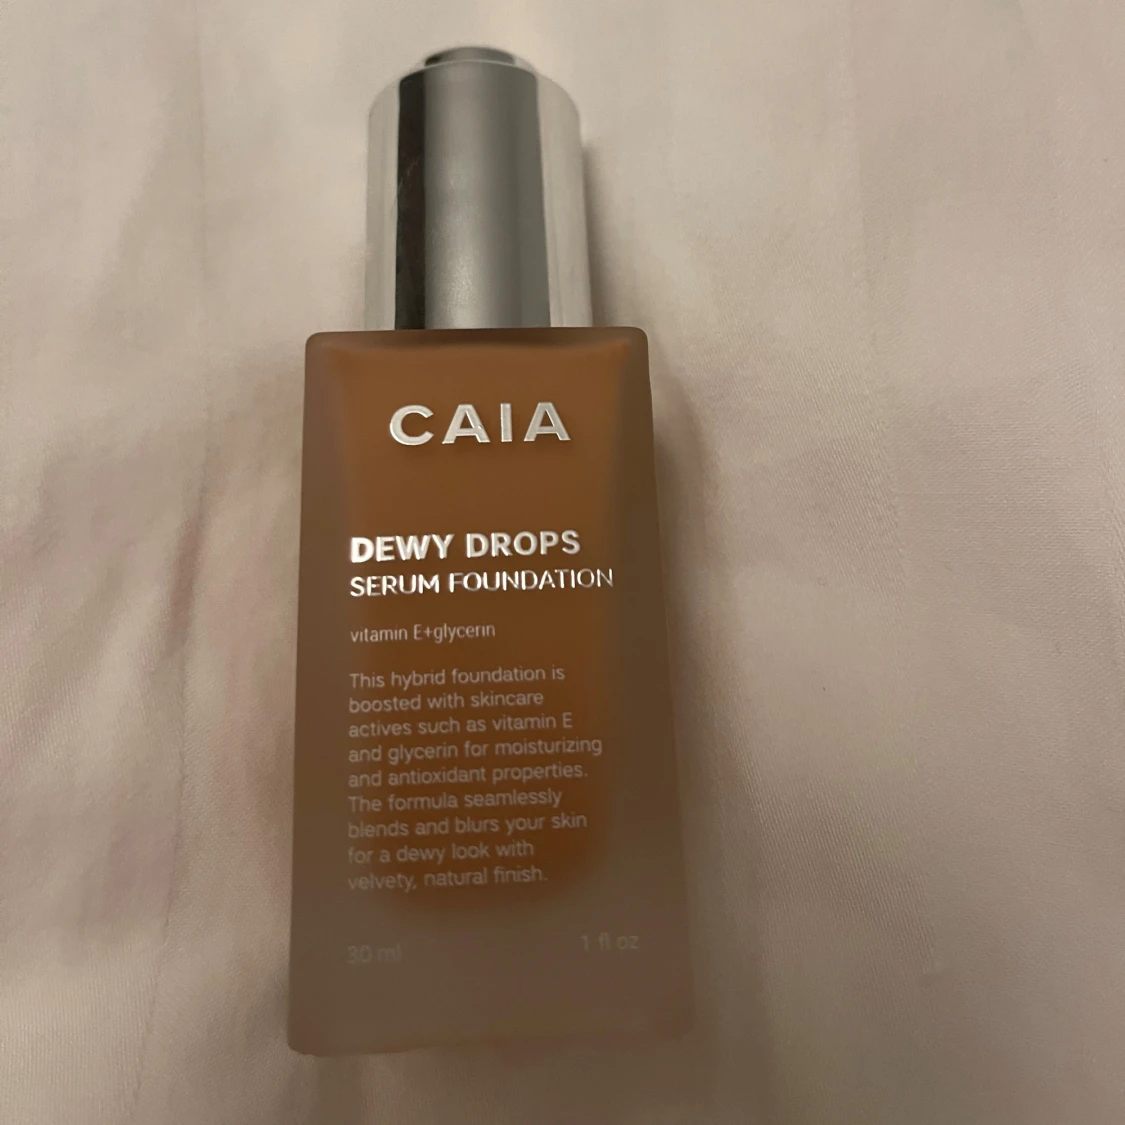 CAIA
DEWY DROPS
SERUM FOUNDATION
vitamin E+glycerin
This hybrid foundation is
boosted with skincare
actives such as vitamin E
and glycerin for moisturizing
and antioxidant properties.
The formula seamlessly
blends and blurs your skin
for a dewy look with
velvety, natural finish.
30 ml 1 fl oz